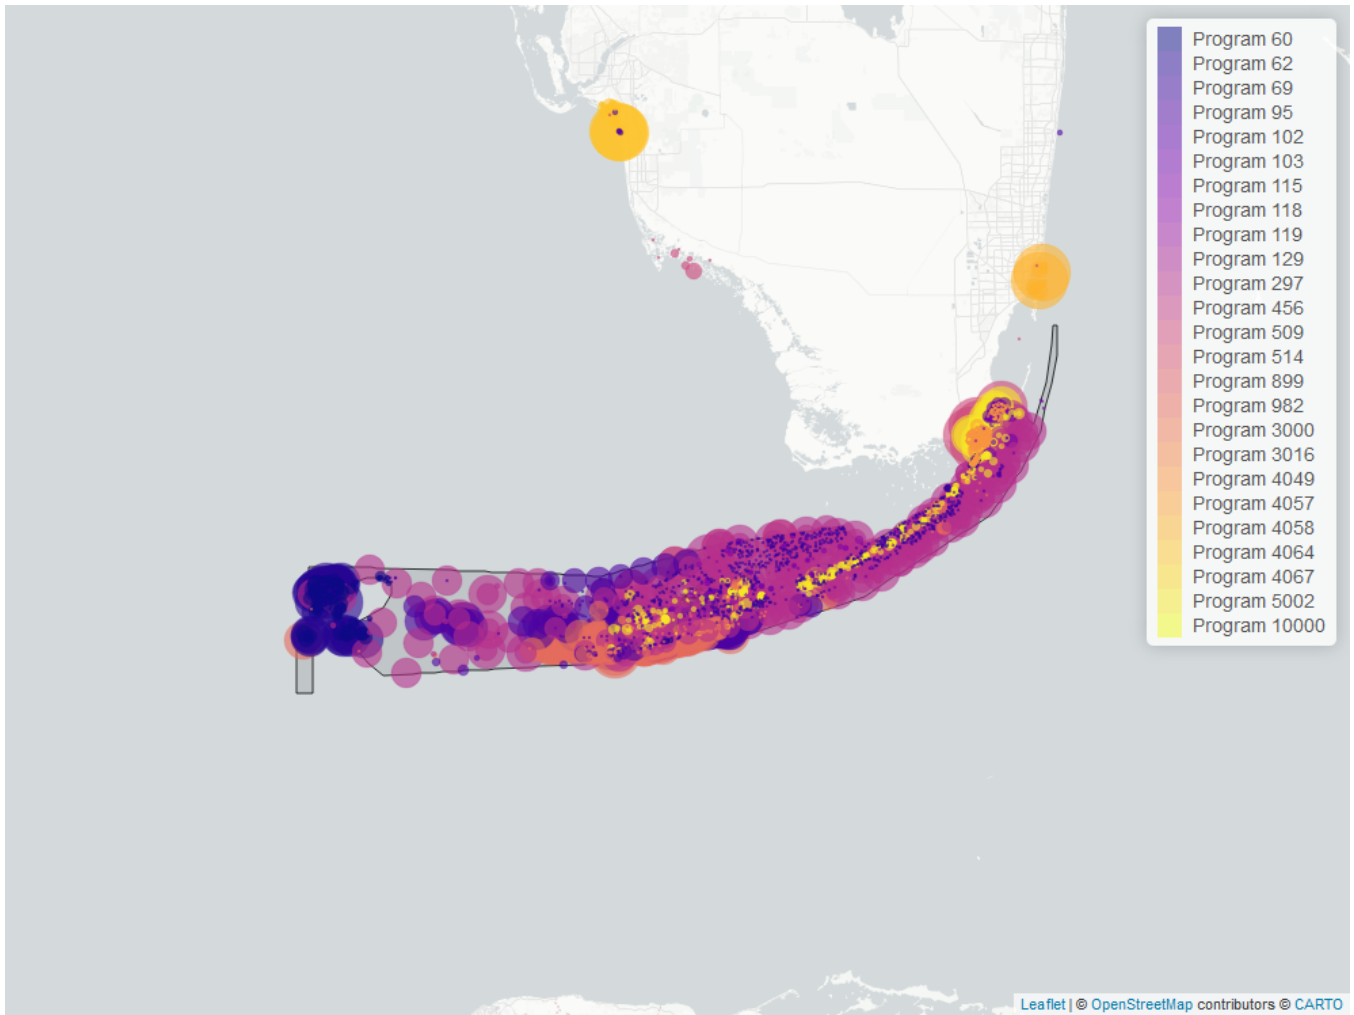 Program 60
Program 62
Program 69
Program 95
Program 102
Program 103
Program 115
Program 118
Program 119
Program 129
Program 297
Program 456
Program 509
Program 514
Program 899
Program 982
Program 3000
Program 3016
Program 4049
Program 4057
Program 4058
Program 4064
Program 4067
Program 5002
Program 10000
Leaflet | © OpenStreetMap contributors © CARTO